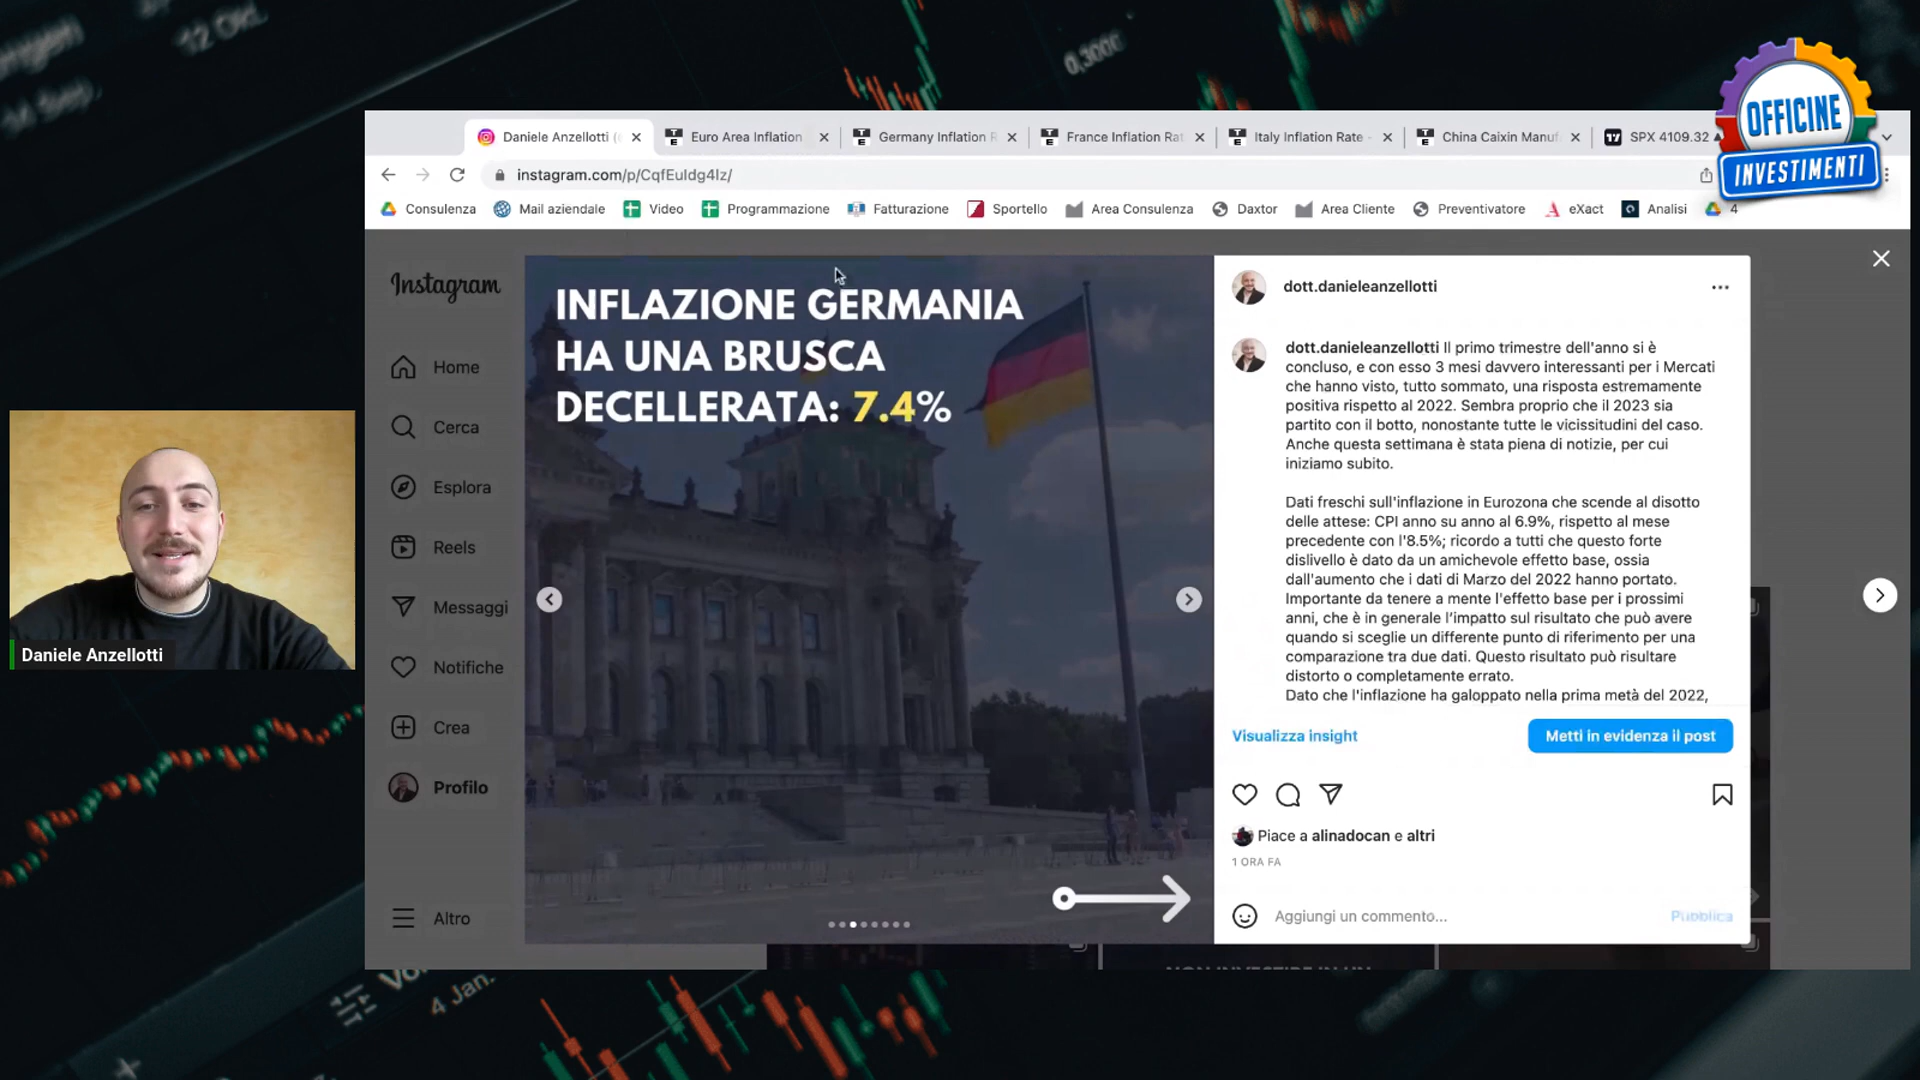 12 Okt.
0,300C
OFFICINE
INVESTIMENTI
Daniele Anzellotti (
Euro Area Inflation
Germany Inflation R
France Inflation Rat
Italy Inflation Rate -
China Caixin Manuf
SPX 4109.32
instagram.com/p/CqfEuIdg4Iz/
Consulenza
Mail aziendale
Video
Programmazione
Fatturazione
Sportello
Area Consulenza
Daxtor
Area Cliente
Preventivatore
eXact
Analisi
4
Instagram
Home
Cerca
Esplora
Reels
Messaggi
Notifiche
Crea
Profilo
Altro
INFLAZIONE GERMANIA
HA UNA BRUSCA
DECELLERATA: 7.4%
dott.danieleanzellotti
dott.danieleanzellotti Il primo trimestre dell'anno si è
concluso, e con esso 3 mesi davvero interessanti per i Mercati
che hanno visto, tutto sommato, una risposta estremamente
positiva rispetto al 2022. Sembra proprio che il 2023 sia
partito con il botto, nonostante tutte le vicissitudini del caso.
Anche questa settimana è stata piena di notizie, per cui
iniziamo subito.
Dati freschi sull'inflazione in Eurozona che scende al disotto
delle attese: CPI anno su anno al 6.9%, rispetto al mese
precedente con l'8.5%; ricordo a tutti che questo forte
dislivello è dato da un amichevole effetto base, ossia
dall'aumento che i dati di Marzo del 2022 hanno portato.
Importante da tenere a mente l'effetto base per i prossimi
anni, che è in generale l'impatto sul risultato che può avere
quando si sceglie un differente punto di riferimento per una
comparazione tra due dati. Questo risultato può risultare
distorto o completamente errato.
Dato che l'inflazione ha galoppato nella prima metà del 2022,
Visualizza insight
Metti in evidenza il post
Piace a alinadocan e altri
1 ORA FA
Aggiungi un commento...
Pubblica
Daniele Anzellotti
4 Jan.